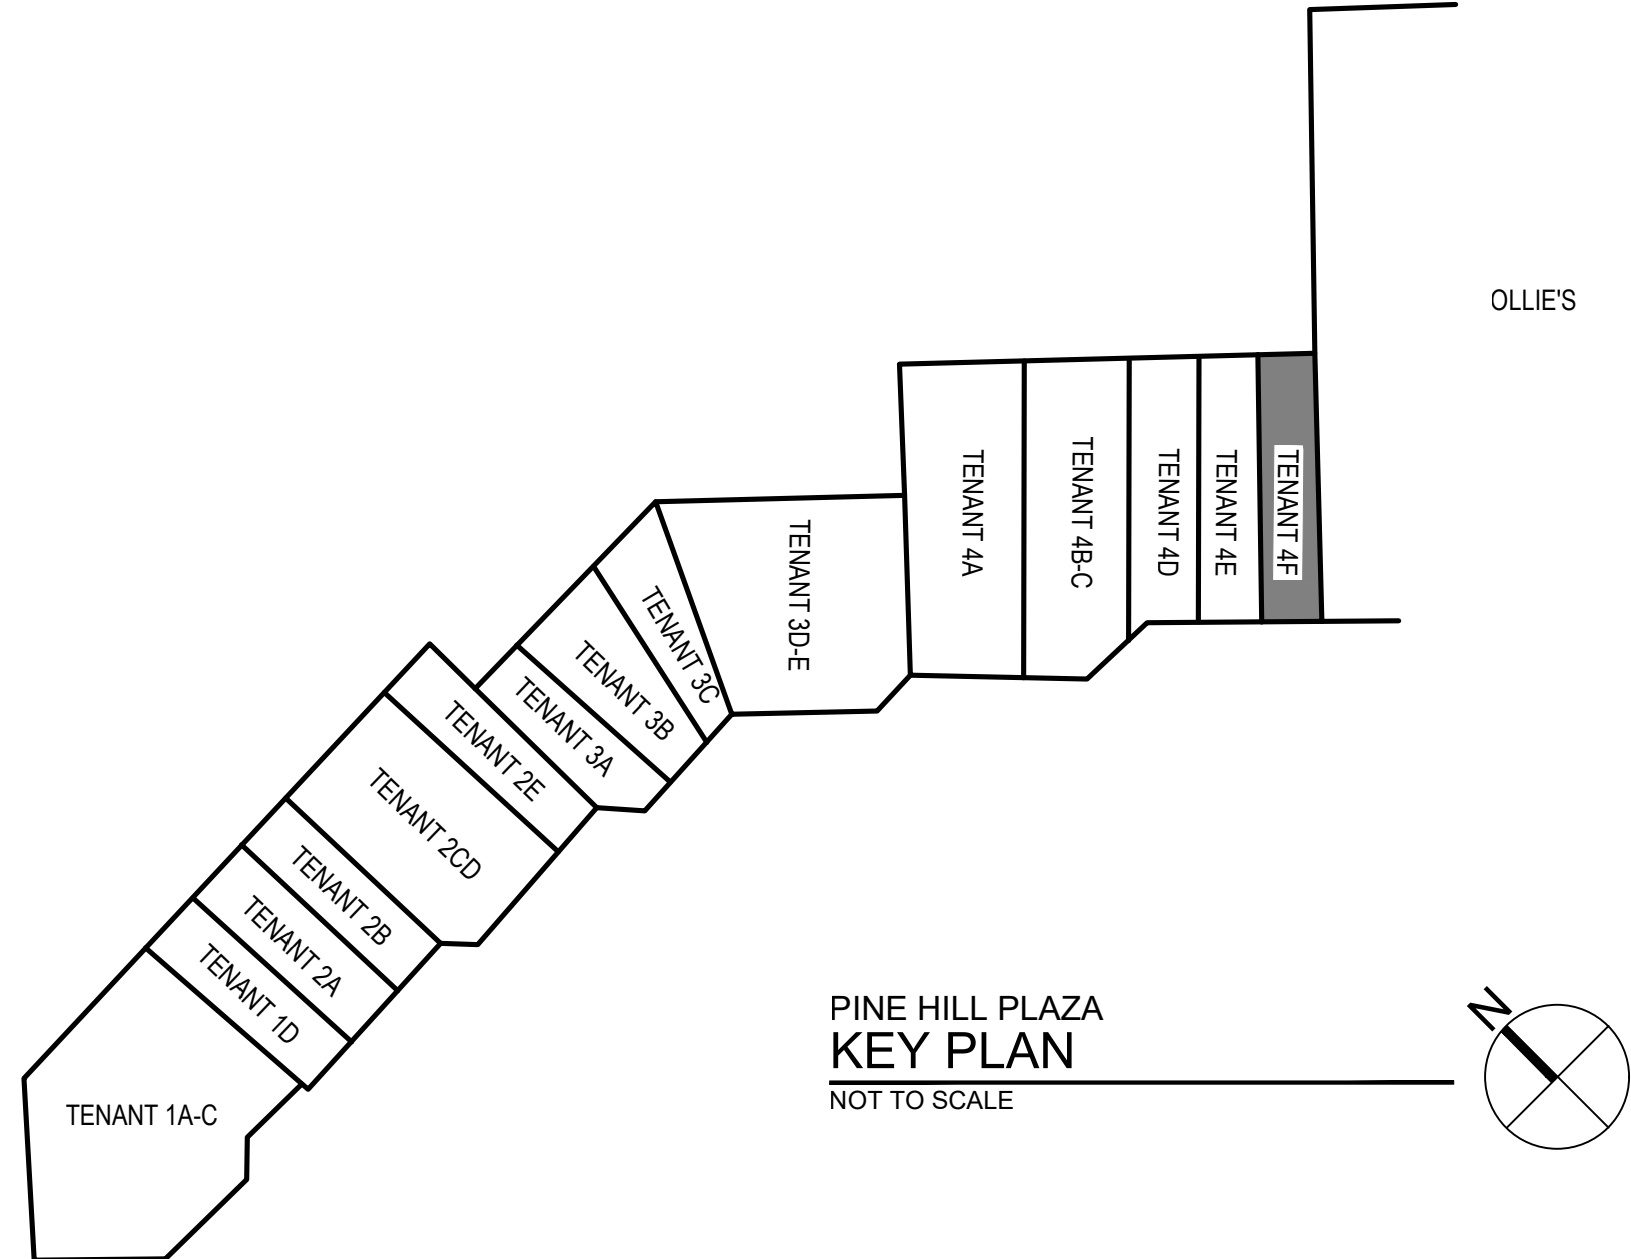 OLLIE'S
TENANT 4A
TENANT 4B-C
TENANT 4D
TENANT 4E
TENANT 4F
TENANT 3D-E
TENANT 3C
TENANT 3B
TENANT 3A
TENANT 2E
TENANT 2CD
TENANT 2B
TENANT 2A
TENANT 1D
TENANT 1A-C
PINE HILL PLAZA
KEY PLAN
NOT TO SCALE
N